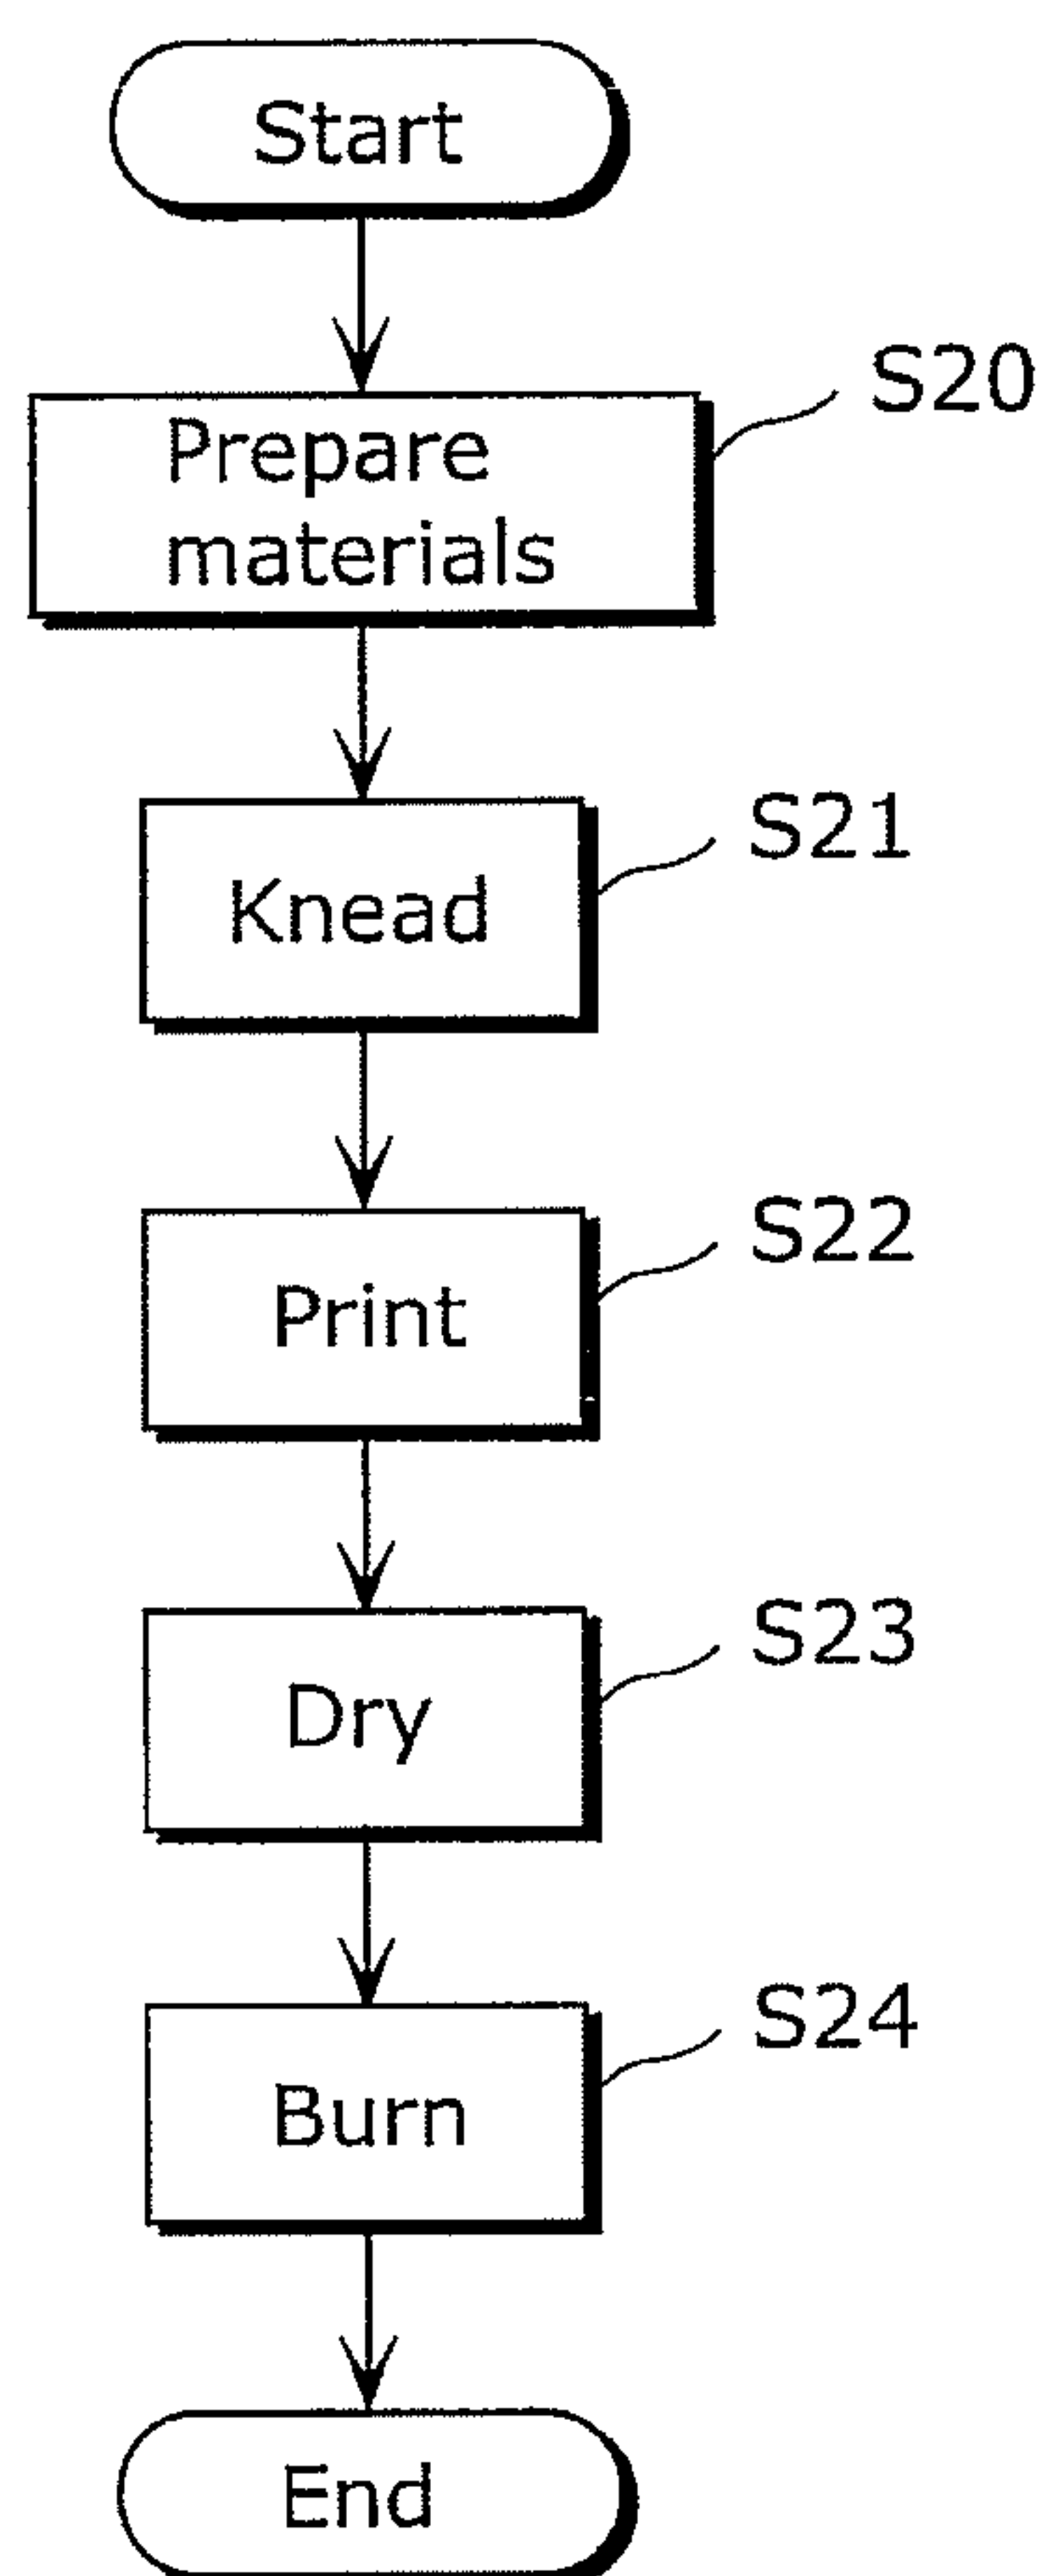 Start
S20
Prepare
materials
S21
Knead
S22
Print
S23
Dry
S24
Burn
End